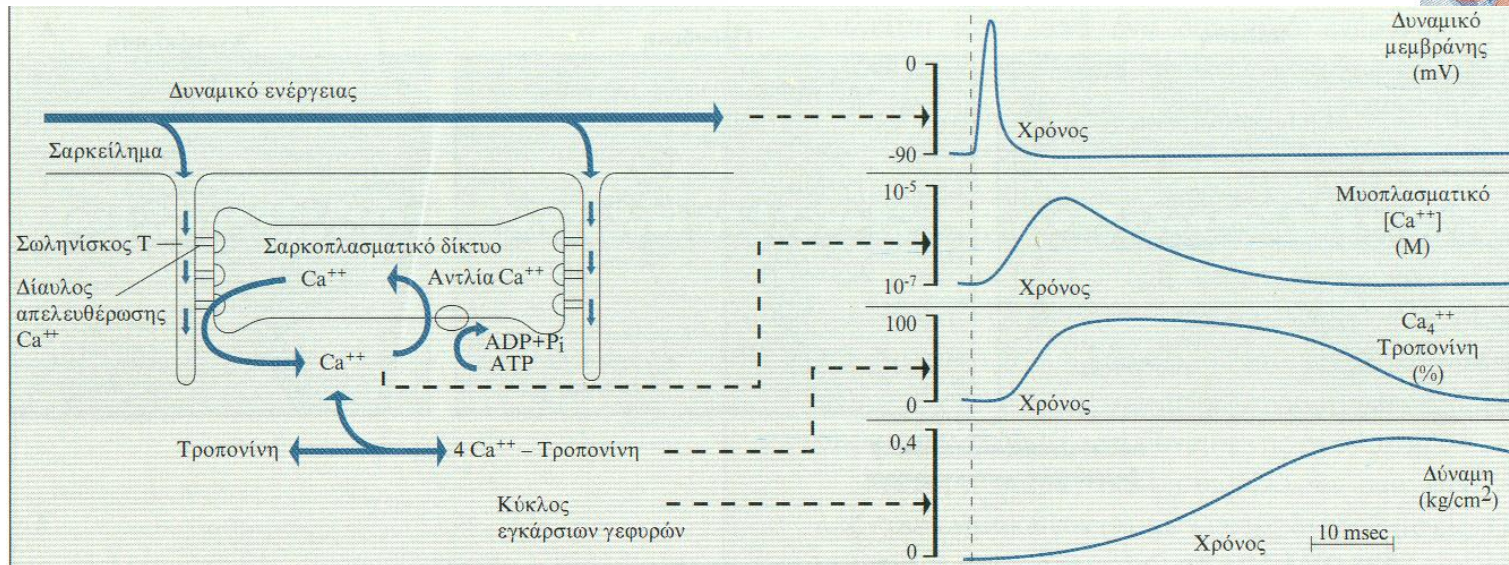 Δυναμικό ενέργειας
Σαρκείλημα
Σωληνίσκος Τ
Δίαυλος
απελευθέρωσης
Ca++
Σαρκοπλασματικό δίκτυο
Ca++
Αντλία Ca++
Ca++
ADP+Pi
ATP
Τροπονίνη
4 Ca++ – Τροπονίνη
Κύκλος
εγκάρσιων γεφυρών
Δυναμικό
μεμβράνης
(mV)
0
-90
Χρόνος
Μυοπλασματικό
[Ca++]
(M)
10-5
10-7
Χρόνος
Ca4++
Τροπονίνη
(%)
100
0
Χρόνος
Δύναμη
(kg/cm2)
0,4
0
Χρόνος
10 msec